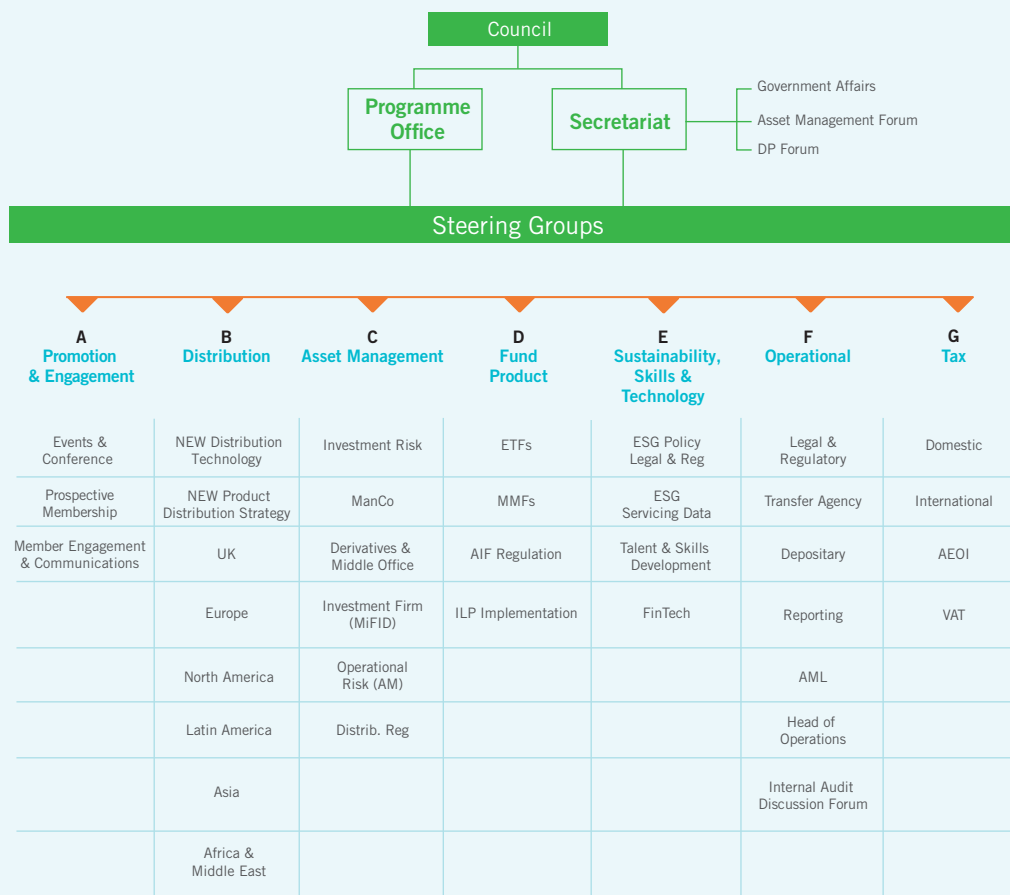 Council
Programme
Office
Secretariat
Government Affairs
Asset Management Forum
DP Forum
Steering Groups
A
Promotion
& Engagement
B
Distribution
C
Asset Management
D
Fund
Product
E
Sustainability,
Skills &
Technology
F
Operational
G
Tax
Events &
Conference
NEW Distribution
Technology
Investment Risk
ETFs
ESG Policy
Legal & Reg
Legal &
Regulatory
Domestic
Prospective
Membership
NEW Product
Distribution Strategy
ManCo
MMFs
ESG
Servicing Data
Transfer Agency
International
Member Engagement
& Communications
UK
Derivatives &
Middle Office
AIF Regulation
Talent & Skills
Development
Depositary
AEOI
Europe
Investment Firm
(MiFID)
ILP Implementation
FinTech
Reporting
VAT
North America
Operational
Risk (AM)
AML
Latin America
Distrib. Reg
Head of
Operations
Asia
Internal Audit
Discussion Forum
Africa &
Middle East